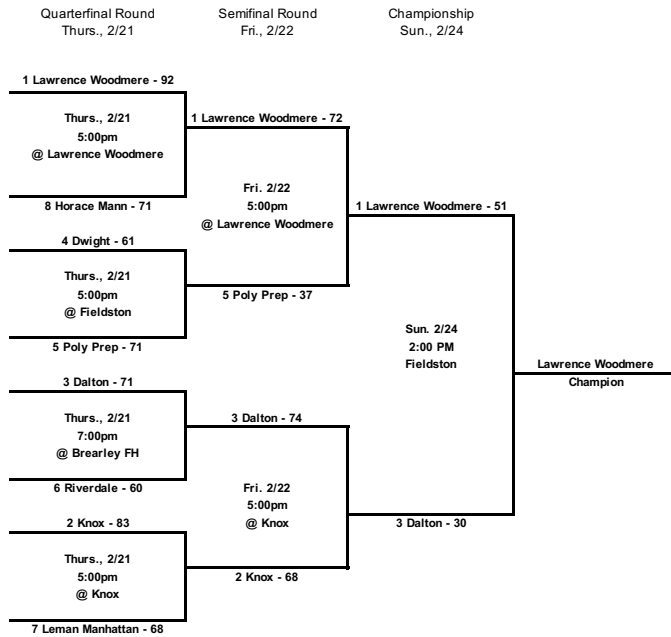 Quarterfinal Round
Thurs., 2/21
Semifinal Round
Fri., 2/22
Championship
Sun., 2/24
1 Lawrence Woodmere - 92
Thurs., 2/21
5:00pm
@ Lawrence Woodmere
8 Horace Mann - 71
4 Dwight - 61
Thurs., 2/21
5:00pm
@ Fieldston
5 Poly Prep - 71
3 Dalton - 71
Thurs., 2/21
7:00pm
@ Brearley FH
6 Riverdale - 60
2 Knox - 83
Thurs., 2/21
5:00pm
@ Knox
7 Leman Manhattan - 68
1 Lawrence Woodmere - 72
Fri. 2/22
5:00pm
@ Lawrence Woodmere
5 Poly Prep - 37
3 Dalton - 74
Fri. 2/22
5:00pm
@ Knox
2 Knox - 68
1 Lawrence Woodmere - 51
Sun. 2/24
2:00 PM
Fieldston
3 Dalton - 30
Lawrence Woodmere
Champion